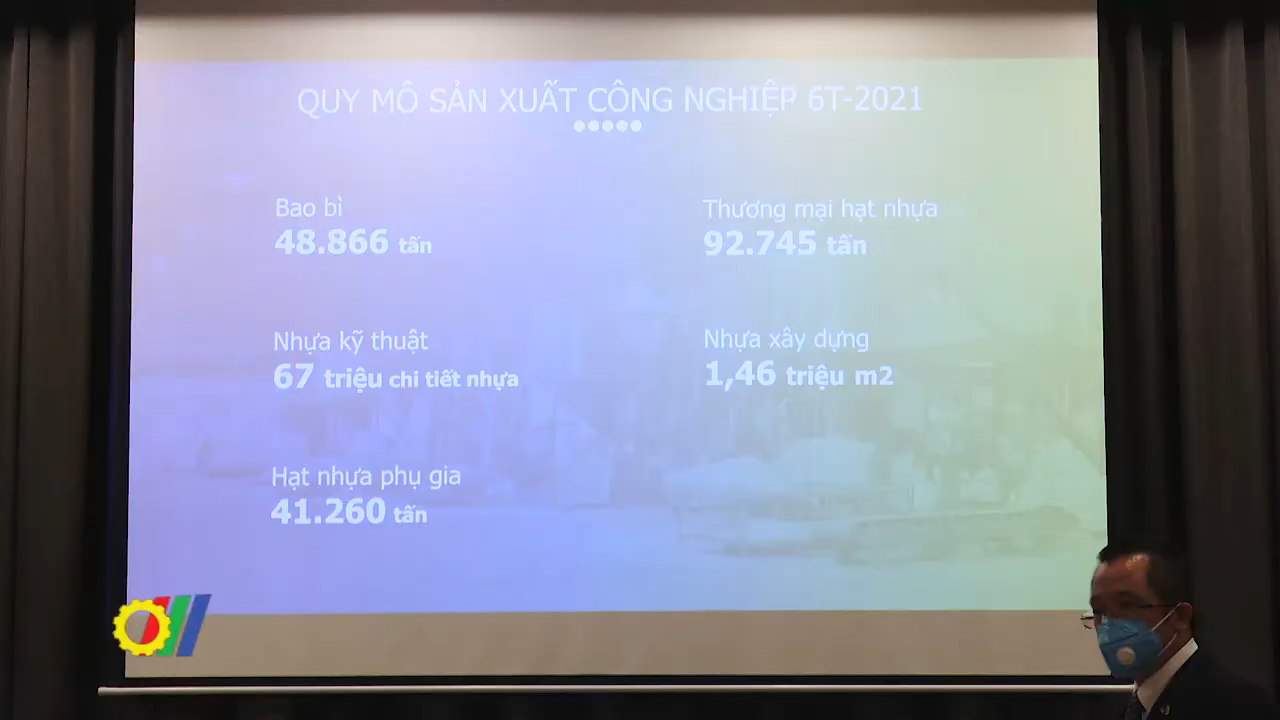 QUY MÔ SẢN XUẤT CÔNG NGHIỆP 6T-2021
Bao bì
48.866 tấn
Thương mại hạt nhựa
92.745 tấn
Nhựa kỹ thuật
67 triệu chi tiết nhựa
Nhựa xây dựng
1,46 triệu m2
Hạt nhựa phụ gia
41.260 tấn